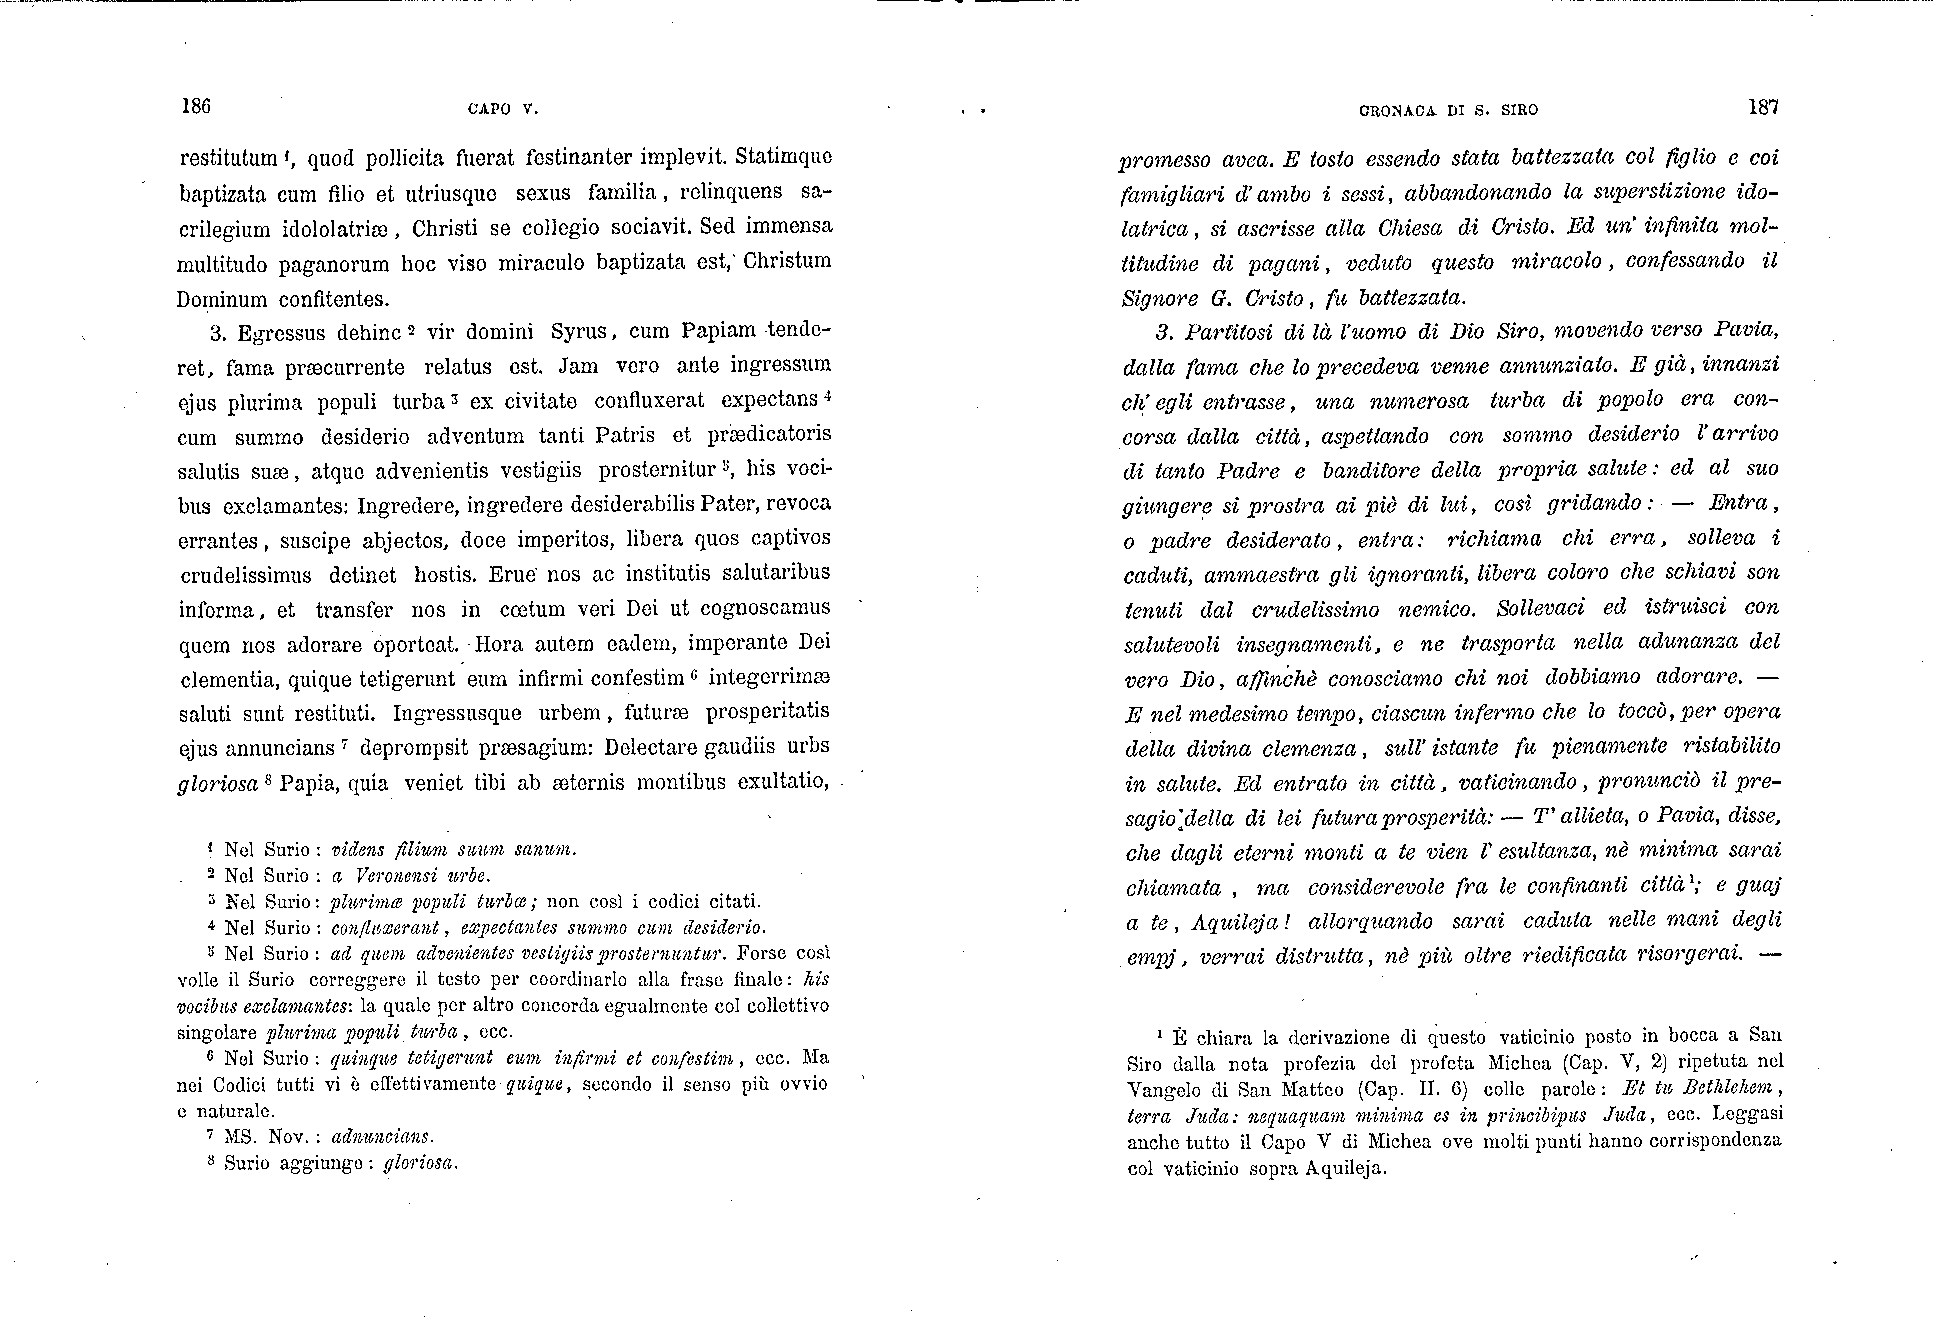 186
CAPO V.
restitutum ¹, quod pollicita fuerat festinanter implevit. Statimque
baptizata cum filio et utriusque sexus familia, relinquens sa-
crilegium idololatriæ, Christi se collegio sociavit. Sed immensa
multitudo paganorum hoc viso miraculo baptizata est, Christum
Dominum confitentes.
3. Egressus dehinc ² vir domini Syrus, cum Papiam tende-
ret, fama præcurrente relatus est. Jam vero ante ingressum
ejus plurima populi turba ³ ex civitate confluxerat expectans ⁴
cum summo desiderio adventum tanti Patris et prædicatoris
salutis suæ, atque advenientis vestigiis prosternitur ⁵, his voci-
bus exclamantes: Ingredere, ingredere desiderabilis Pater, revoca
errantes, suscipe abjectos, doce imperitos, libera quos captivos
crudelissimus detinet hostis. Erue nos ac institutis salutaribus
informa, et transfer nos in cœtum veri Dei ut cognoscamus
quem nos adorare oporteat. Hora autem eadem, imperante Dei
clementia, quique tetigerunt eum infirmi confestim ⁶ integerrimæ
saluti sunt restituti. Ingressusque urbem, futuræ prosperitatis
ejus annuncians ⁷ deprompsit præsagium: Delectare gaudiis urbs
gloriosa ⁸ Papia, quia veniet tibi ab æternis montibus exultatio,
¹ Nel Surio: videns filium suum sanum.
² Nel Surio: a Veronensi urbe.
³ Nel Surio: plurimæ populi turbæ; non così i codici citati.
⁴ Nel Surio: confluxerant, expectantes summo cum desiderio.
⁵ Nel Surio: ad quem advenientes vestigiis prosternuntur. Forse così
volle il Surio correggere il testo per coordinarlo alla frase finale: his
vocibus exclamantes: la quale per altro concorda egualmente col collettivo
singolare plurima populi turba, ecc.
⁶ Nel Surio: quinque tetigerunt eum infirmi et confestim, ecc. Ma
nei Codici tutti vi è effettivamente quique, secondo il senso più ovvio
e naturale.
⁷ MS. Nov.: adnuncians.
⁸ Surio aggiunge: gloriosa.
CRONACA DI S. SIRO
187
promesso avea. E tosto essendo stata battezzata col figlio e coi
famigliari d'ambo i sessi, abbandonando la superstizione ido-
latrica, si ascrisse alla Chiesa di Cristo. Ed un' infinita mol-
titudine di pagani, veduto questo miracolo, confessando il
Signore G. Cristo, fu battezzata.
3. Partitosi di là l'uomo di Dio Siro, movendo verso Pavia,
dalla fama che lo precedeva venne annunziato. E già, innanzi
ch' egli entrasse, una numerosa turba di popolo era con-
corsa dalla città, aspettando con sommo desiderio l'arrivo
di tanto Padre e banditore della propria salute: ed al suo
giungere si prostra ai piè di lui, così gridando: — Entra,
o padre desiderato, entra: richiama chi erra, solleva i
caduti, ammaestra gli ignoranti, libera coloro che schiavi son
tenuti dal crudelissimo nemico. Sollevaci ed istruisci con
salutevoli insegnamenti, e ne trasporta nella adunanza del
vero Dio, affinchè conosciamo chi noi dobbiamo adorare. —
E nel medesimo tempo, ciascun infermo che lo toccò, per opera
della divina clemenza, sull' istante fu pienamente ristabilito
in salute. Ed entrato in città, vaticinando, pronunciò il pre-
sagio della di lei futura prosperità: — T' allieta, o Pavia, disse,
che dagli eterni monti a te vien l' esultanza, nè minima sarai
chiamata , ma considerevole fra le confinanti città¹; e guaj
a te, Aquileja! allorquando sarai caduta nelle mani degli
empj, verrai distrutta, nè più oltre riedificata risorgerai. —
¹ È chiara la derivazione di questo vaticinio posto in bocca a San
Siro dalla nota profezia del profeta Michea (Cap. V, 2) ripetuta nel
Vangelo di San Matteo (Cap. II. 6) colle parole: Et tu Bethlehem,
terra Juda: nequaquam minima es in principibus Juda, ecc. Leggasi
anche tutto il Capo V di Michea ove molti punti hanno corrispondenza
col vaticinio sopra Aquileja.